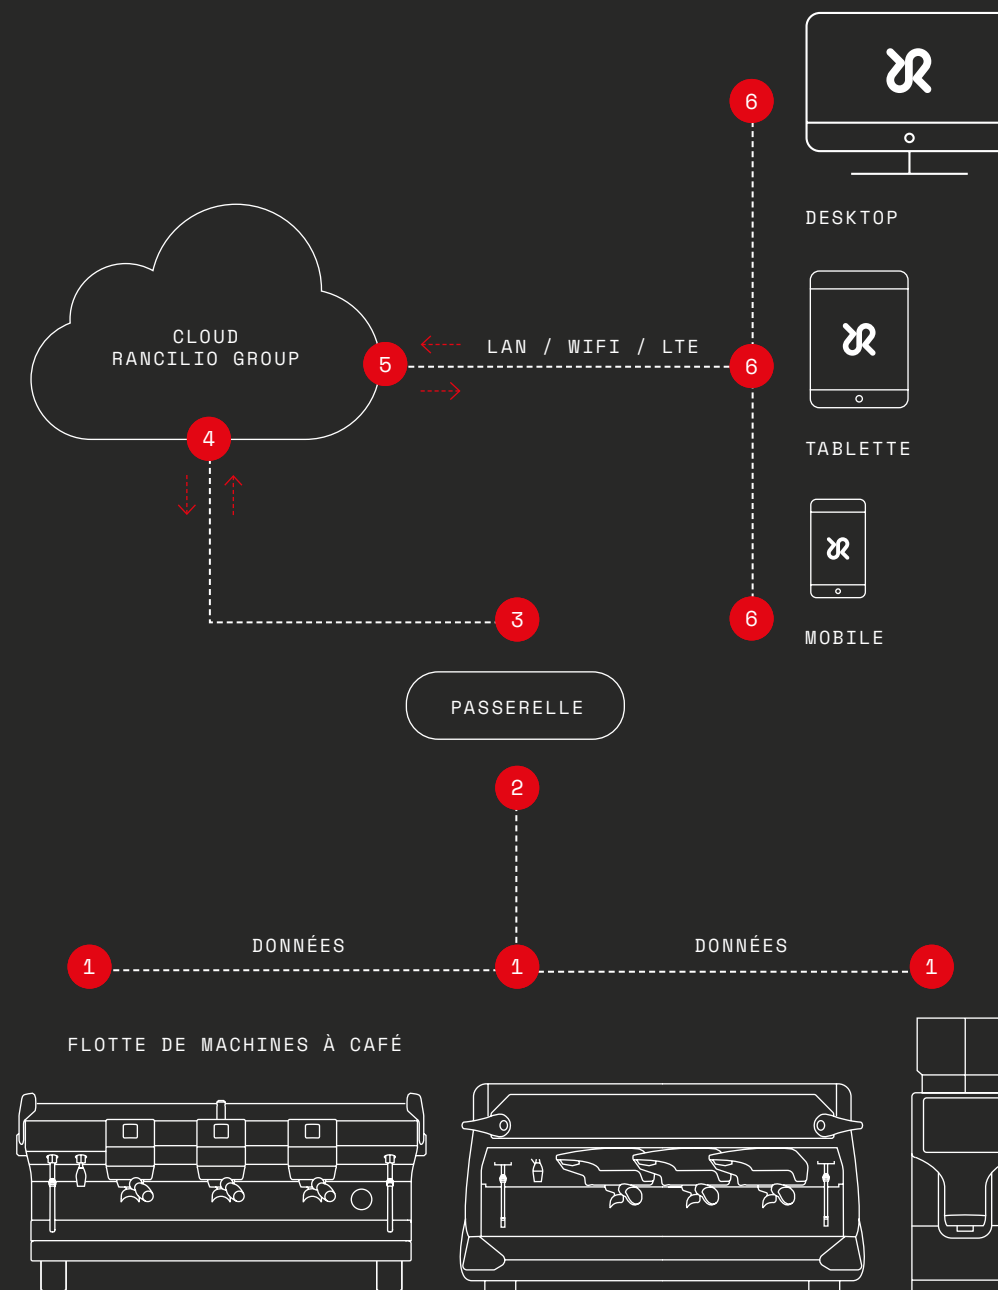 6
DESKTOP
CLOUD
RANCILIO GROUP
5
LAN / WIFI / LTE
6
4
TABLETTE
3
6
MOBILE
PASSERELLE
2
DONNÉES
DONNÉES
1
1
1
FLOTTE DE MACHINES À CAFÉ